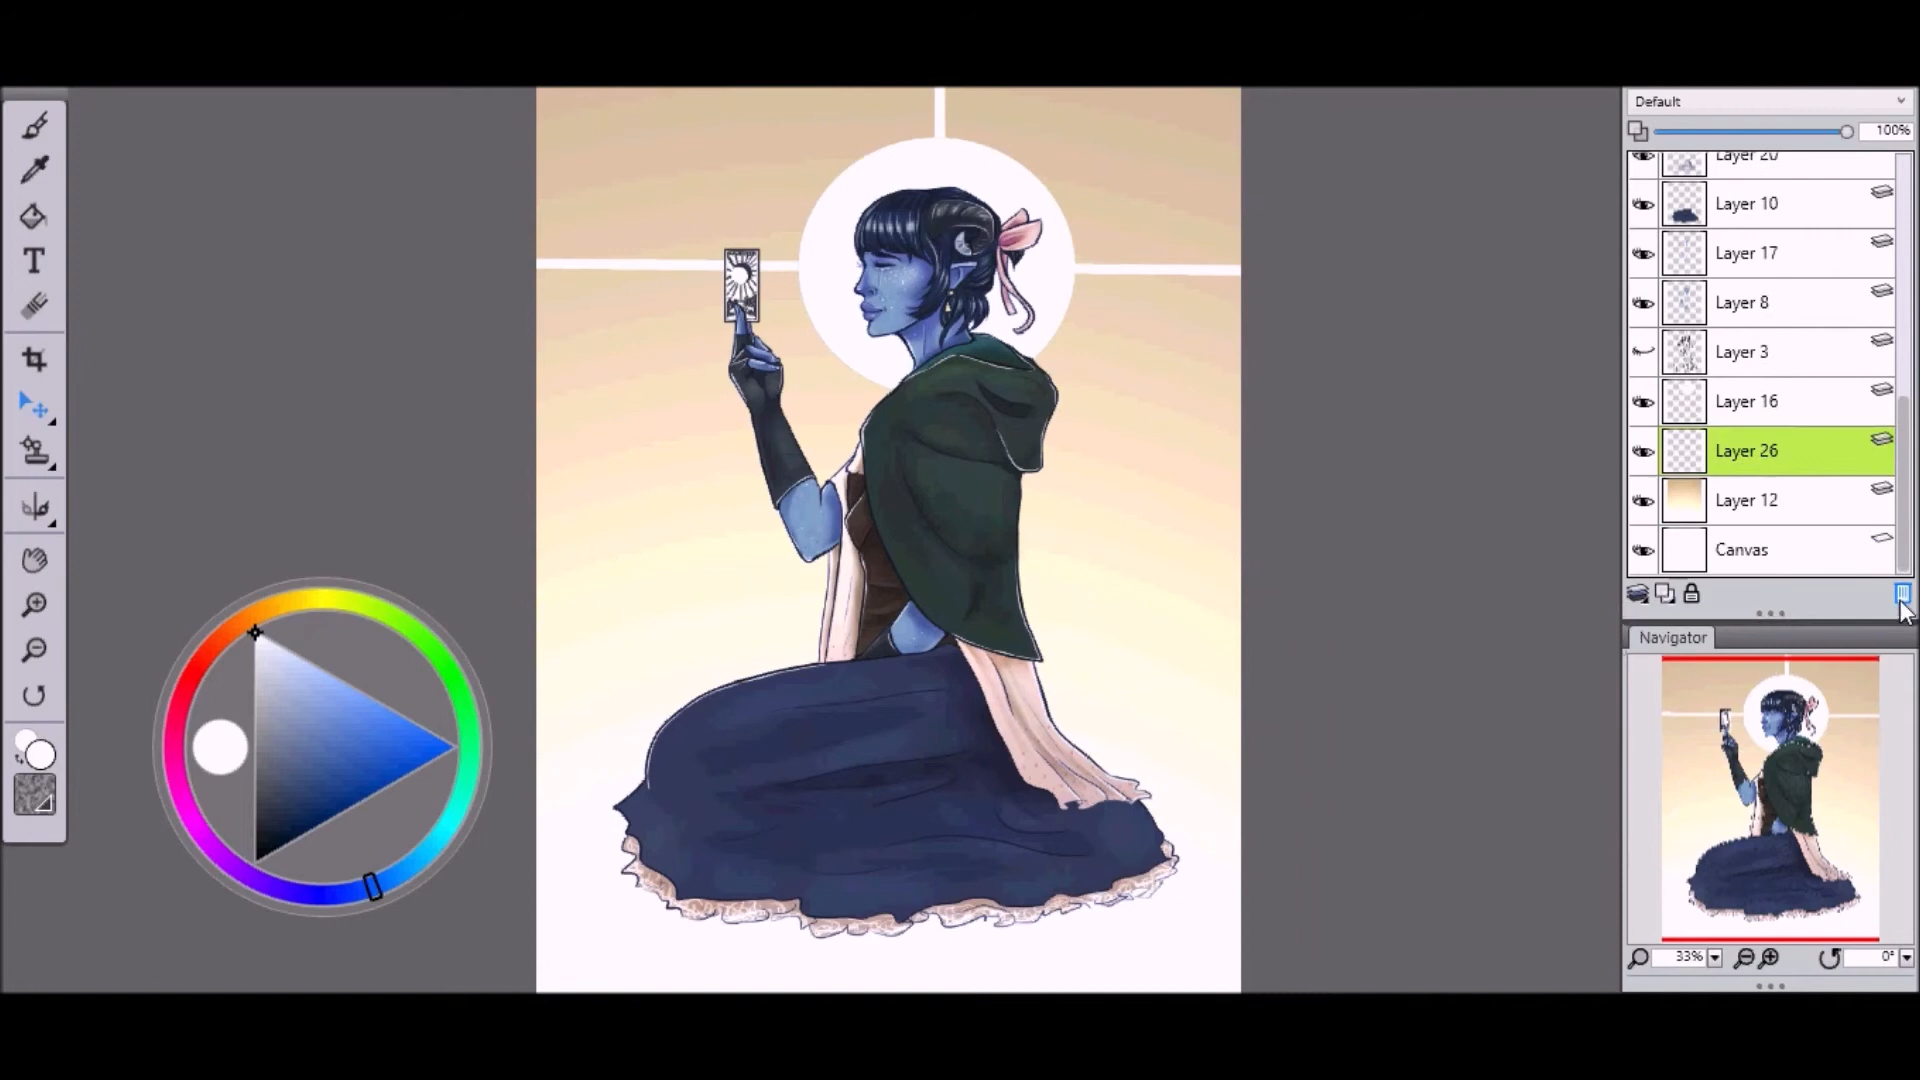 Default
100%
Layer 20
Layer 10
Layer 17
Layer 8
Layer 3
Layer 16
Layer 26
Layer 12
Canvas
Navigator
33%
0°
T